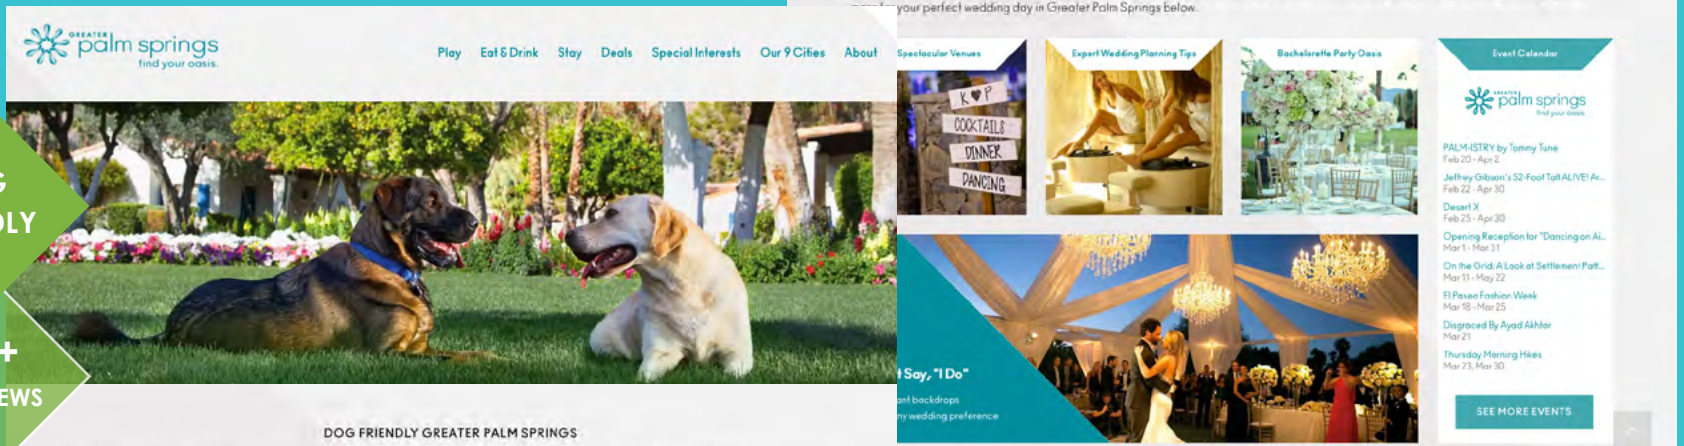 GREATER
palm springs
find your oasis.
Play Eat & Drink Stay Deals Special Interests Our 9 Cities About
DOG FRIENDLY GREATER PALM SPRINGS
+
your perfect wedding day in Greater Palm Springs below.
Spectacular Venues
Expert Wedding Planning Tips
Bachelorette Party Oasis
K ♥ P
COCKTAILS
DINNER
DANCING
Say, "I Do"
backdrops
wedding preference
Event Calendar
GREATER
palm springs
find your oasis.
PALM-ISTRY by Tommy Tune
Feb 20 - Apr 2
Jeffrey Gibson's 52-Foot Tall ALIVE! Ar...
Feb 22 - Apr 30
Desert X
Feb 25 - Apr 30
Opening Reception for "Dancing on Ai...
Mar 1 - Mar 31
On the Grid: A Look at Settlement Patt...
Mar 11 - May 22
El Paseo Fashion Week
Mar 18 - Mar 25
Disgraced By Ayad Akhtar
Mar 21
Thursday Morning Hikes
Mar 23, Mar 30
SEE MORE EVENTS